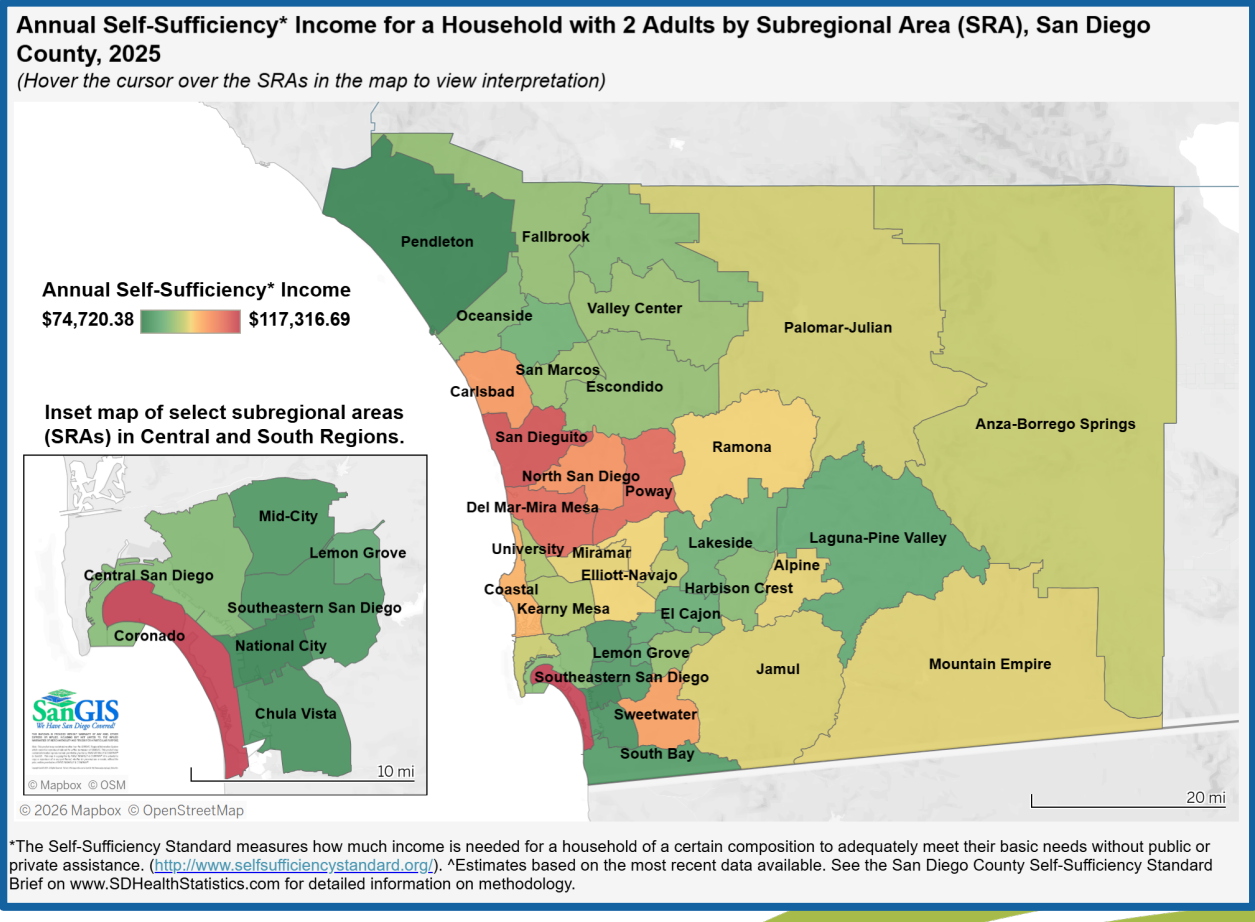 Annual Self-Sufficiency* Income for a Household with 2 Adults by Subregional Area (SRA), San Diego
County, 2025
(Hover the cursor over the SRAs in the map to view interpretation)
Pendleton
Fallbrook
Annual Self-Sufficiency* Income
$74,720.38
$117,316.69
Oceanside
Valley Center
Palomar-Julian
San Marcos
Escondido
Carlsbad
Inset map of select subregional areas
(SRAs) in Central and South Regions.
Anza-Borrego Springs
San Dieguito
Ramona
North San Diego
Poway
Del Mar-Mira Mesa
University
Miramar
Lakeside
Laguna-Pine Valley
Alpine
Elliott-Navajo
Harbison Crest
Coastal
Kearny Mesa
El Cajon
Lemon Grove
Jamul
Mountain Empire
Southeastern San Diego
Sweetwater
South Bay
20 mi
Mid-City
Lemon Grove
Central San Diego
Southeastern San Diego
Coronado
National City
Chula Vista
SanGIS
We Have San Diego Covered!
10 mi
© Mapbox © OSM
© 2026 Mapbox © OpenStreetMap
*The Self-Sufficiency Standard measures how much income is needed for a household of a certain composition to adequately meet their basic needs without public or
private assistance. (http://www.selfsufficiencystandard.org/). ^Estimates based on the most recent data available. See the San Diego County Self-Sufficiency Standard
Brief on www.SDHealthStatistics.com for detailed information on methodology.